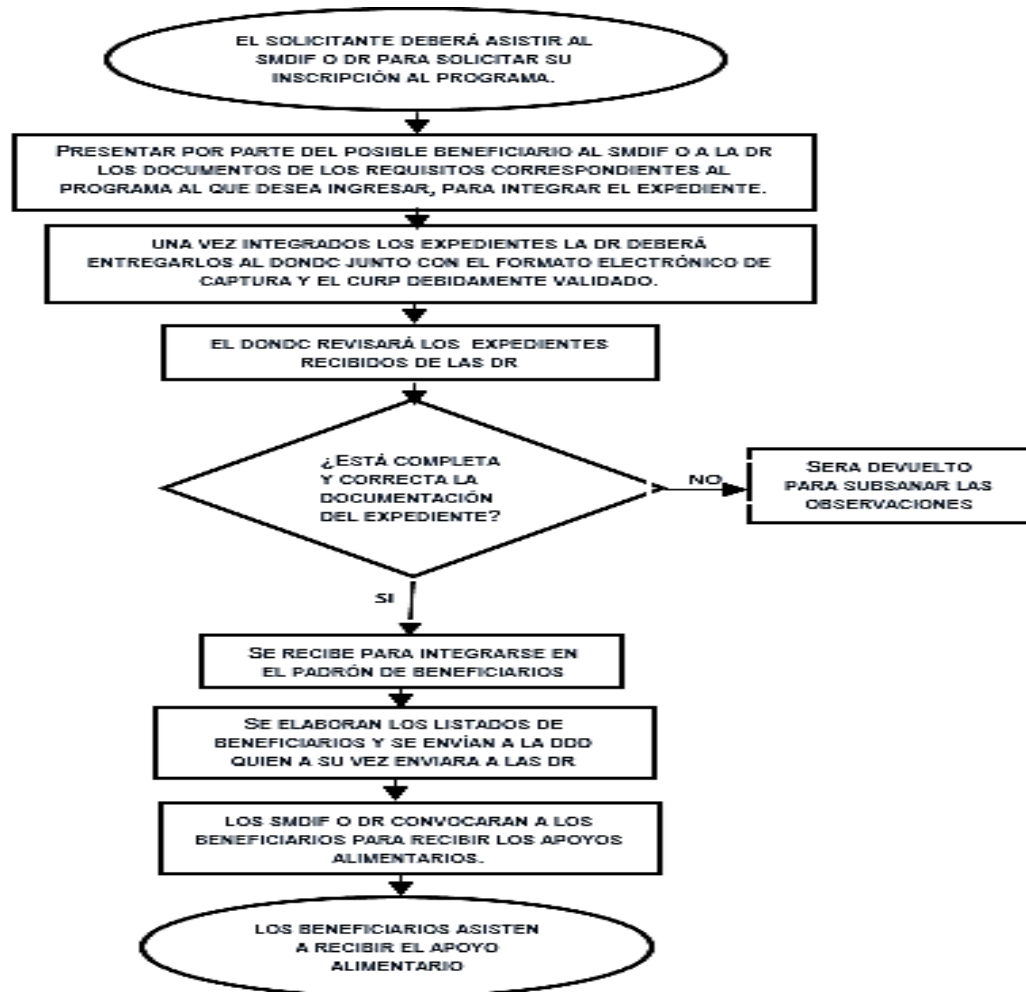 EL SOLICITANTE DEBERÁ ASISTIR AL
SMDIF O DR PARA SOLICITAR SU
INSCRIPCIÓN AL PROGRAMA.
PRESENTAR POR PARTE DEL POSIBLE BENEFICIARIO AL SMDIF O A LA DR
LOS DOCUMENTOS DE LOS REQUISITOS CORRESPONDIENTES AL
PROGRAMA AL QUE DESEA INGRESAR, PARA INTEGRAR EL EXPEDIENTE.
UNA VEZ INTEGRADOS LOS EXPEDIENTES LA DR DEBERÁ
ENTREGARLOS AL DONDC JUNTO CON EL FORMATO ELECTRÓNICO DE
CAPTURA Y EL CURP DEBIDAMENTE VALIDADO.
EL DONDC REVISARÁ LOS EXPEDIENTES
RECIBIDOS DE LAS DR
¿ESTÁ COMPLETA
Y CORRECTA LA
DOCUMENTACIÓN
DEL EXPEDIENTE?
NO
SERA DEVUELTO
PARA SUBSANAR LAS
OBSERVACIONES
SI
SE RECIBE PARA INTEGRARSE EN
EL PADRÓN DE BENEFICIARIOS
SE ELABORAN LOS LISTADOS DE
BENEFICIARIOS Y SE ENVÍAN A LA DDD
QUIEN A SU VEZ ENVIARA A LAS DR
LOS SMDIF O DR CONVOCARAN A LOS
BENEFICIARIOS PARA RECIBIR LOS APOYOS
ALIMENTARIOS.
LOS BENEFICIARIOS ASISTEN
A RECIBIR EL APOYO
ALIMENTARIO